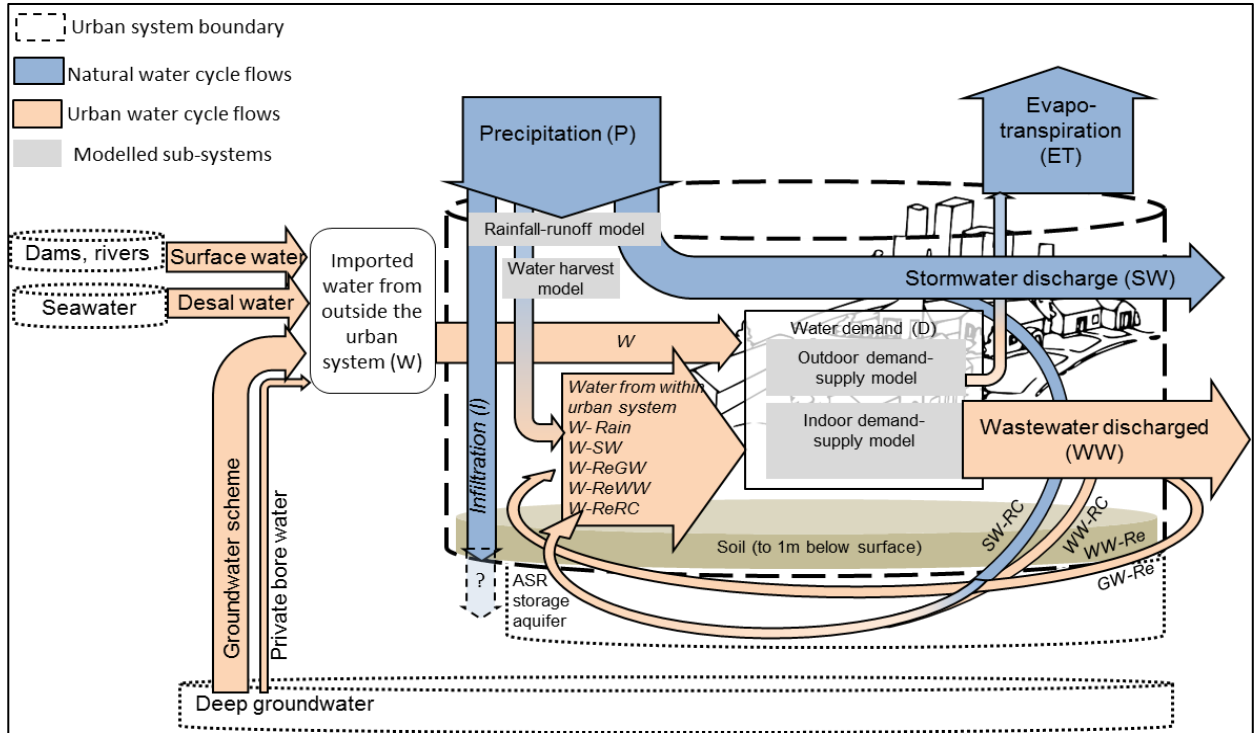 Urban system boundary
Natural water cycle flows
Urban water cycle flows
Modelled sub-systems
Precipitation (P)
Evapo-
transpiration
(ET)
Rainfall-runoff model
Water harvest
model
Dams, rivers
Surface water
Seawater
Desal water
Imported
water from
outside the
urban
system (W)
Stormwater discharge (SW)
W
Water demand (D)
Outdoor demand-
supply model
Indoor demand-
supply model
Water from within
urban system
W- Rain
W-SW
W-ReGW
W-ReWW
W-ReRC
Wastewater discharged
(WW)
Infiltration (I)
Groundwater scheme
Private bore water
Soil (to 1m below surface)
SW-RC
WW-RC
WW-Re
GW-Re
?
ASR
storage
aquifer
Deep groundwater